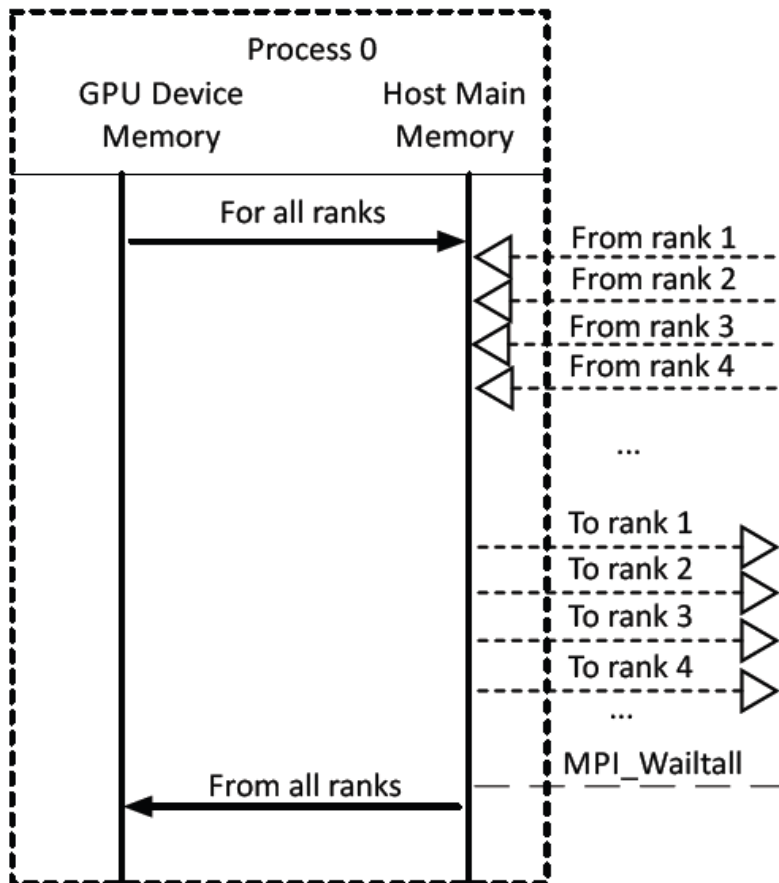 Process 0
GPU Device
Memory
Host Main
Memory
For all ranks
From rank 1
From rank 2
From rank 3
From rank 4
...
To rank 1
To rank 2
To rank 3
To rank 4
...
MPI_Wailtall
From all ranks